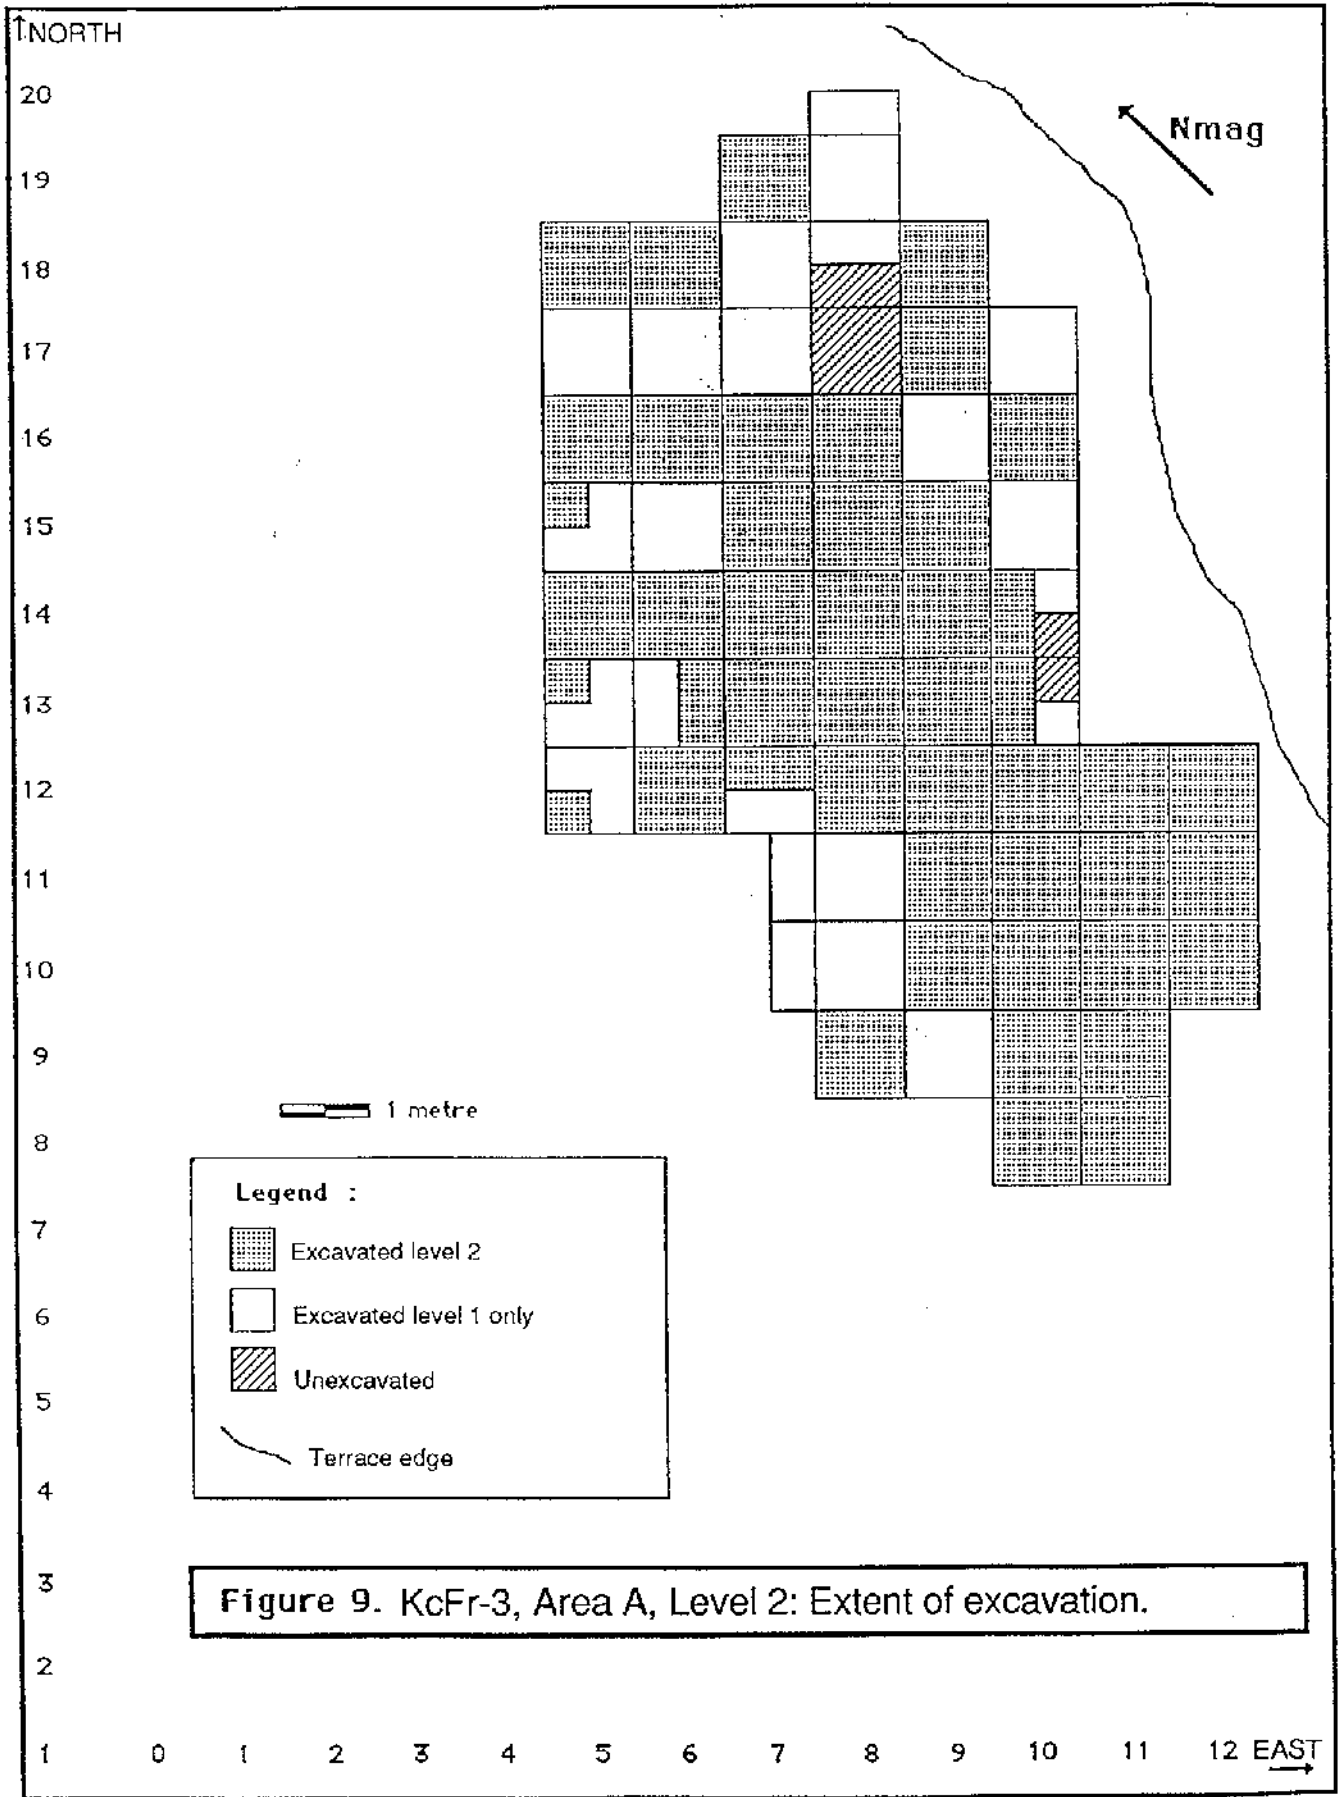 ↑NORTH
20
Nmag
19
18
17
16
15
14
13
12
11
10
9
1 metre
8
Legend :
7
Excavated level 2
6
Excavated level 1 only
Unexcavated
5
Terrace edge
4
3
Figure 9. KcFr-3, Area A, Level 2: Extent of excavation.
2
1 0 1 2 3 4 5 6 7 8 9 10 11 12 EAST →